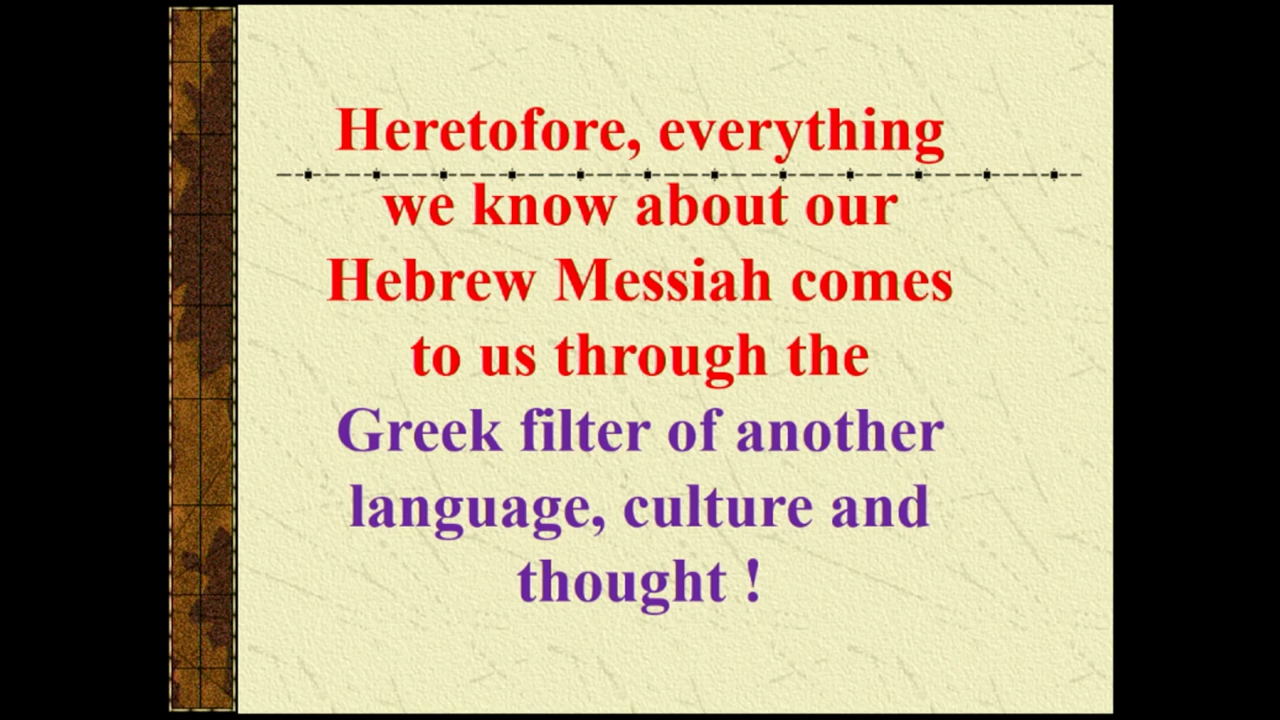 Heretofore, everything
we know about our
Hebrew Messiah comes
to us through the
Greek filter of another
language, culture and
thought !